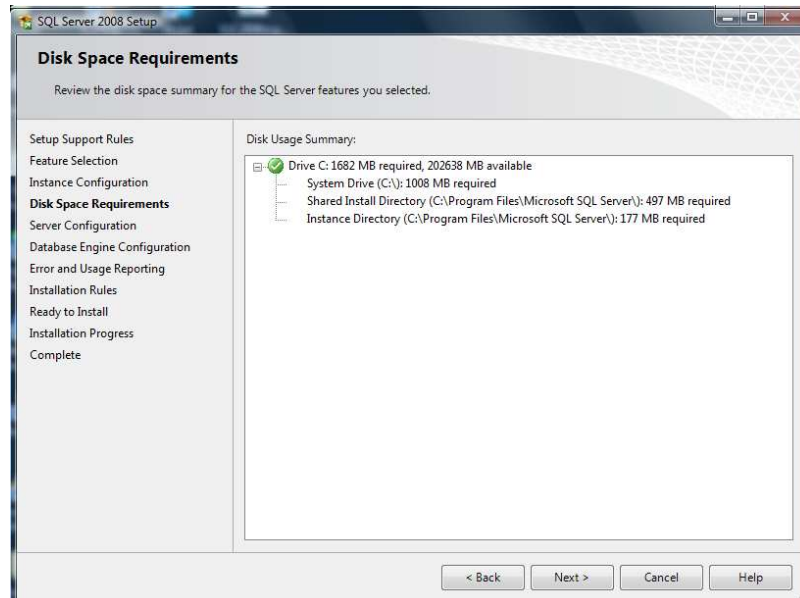 SQL Server 2008 Setup
Disk Space Requirements
Review the disk space summary for the SQL Server features you selected.
Setup Support Rules
Feature Selection
Instance Configuration
Disk Space Requirements
Server Configuration
Database Engine Configuration
Error and Usage Reporting
Installation Rules
Ready to Install
Installation Progress
Complete
Disk Usage Summary:
Drive C: 1682 MB required, 202638 MB available
System Drive (C:\): 1008 MB required
Shared Install Directory (C:\Program Files\Microsoft SQL Server\): 497 MB required
Instance Directory (C:\Program Files\Microsoft SQL Server\): 177 MB required
< Back Next > Cancel Help